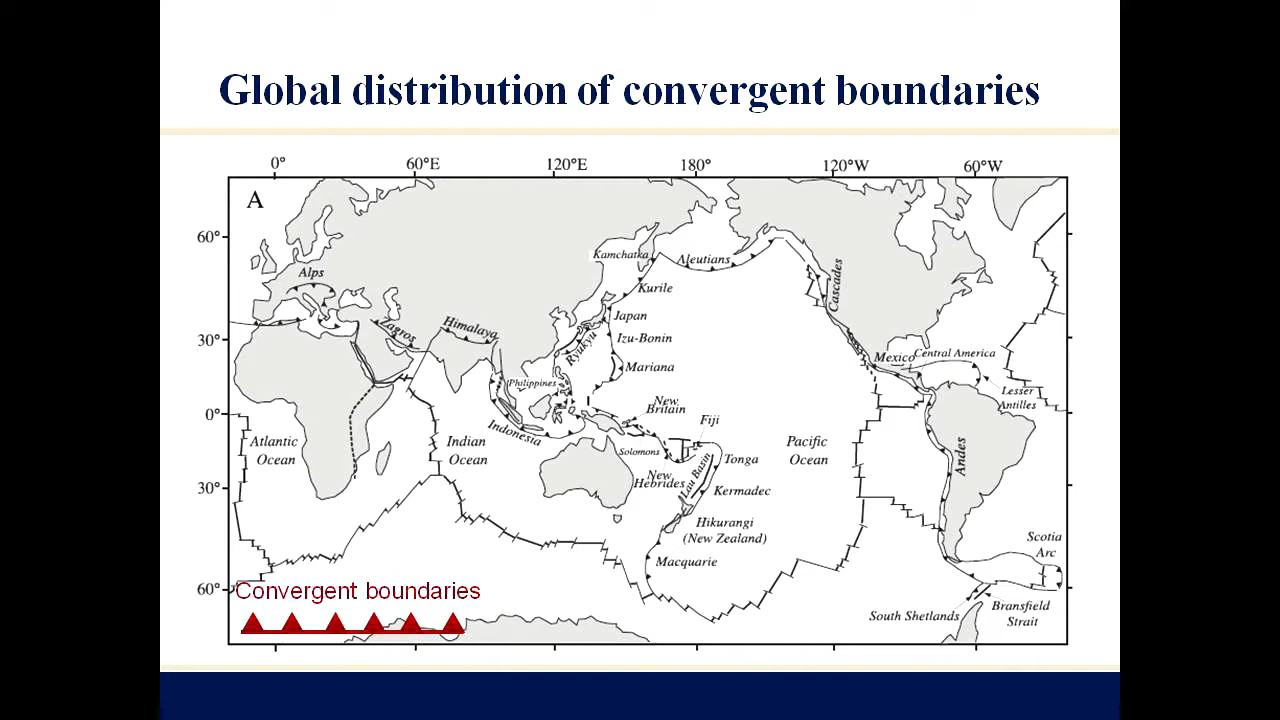 Global distribution of convergent boundaries
0° 60°E 120°E 180° 120°W 60°W
A
60°
Kamchatka
Aleutians
Alps
Cascades
Kurile
Japan
Zagros
Himalaya
30°
Izu-Bonin
Ryukyu
Mexico
Central America
Mariana
Philippines
Lesser
Antilles
New
Britain
0°
Fiji
Indonesia
Atlantic
Ocean
Indian
Ocean
Solomons
Pacific
Ocean
Andes
Tonga
Lau Basin
New
Hebrides
30°
Kermadec
Hikurangi
(New Zealand)
Scotia
Arc
Macquarie
60°
Convergent boundaries
South Shetlands
Bransfield
Strait